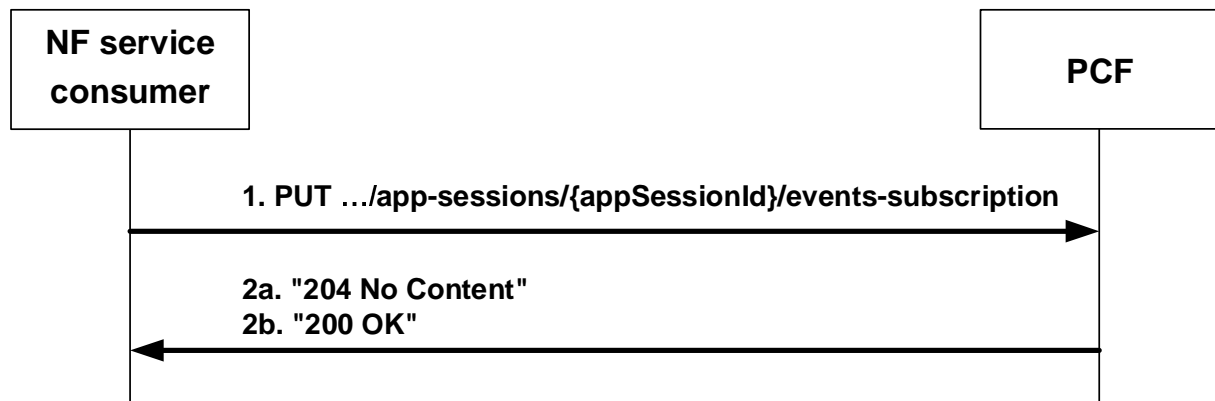 NF service
consumer
PCF
1. PUT …/app-sessions/{appSessionId}/events-subscription
2a. "204 No Content"
2b. "200 OK"